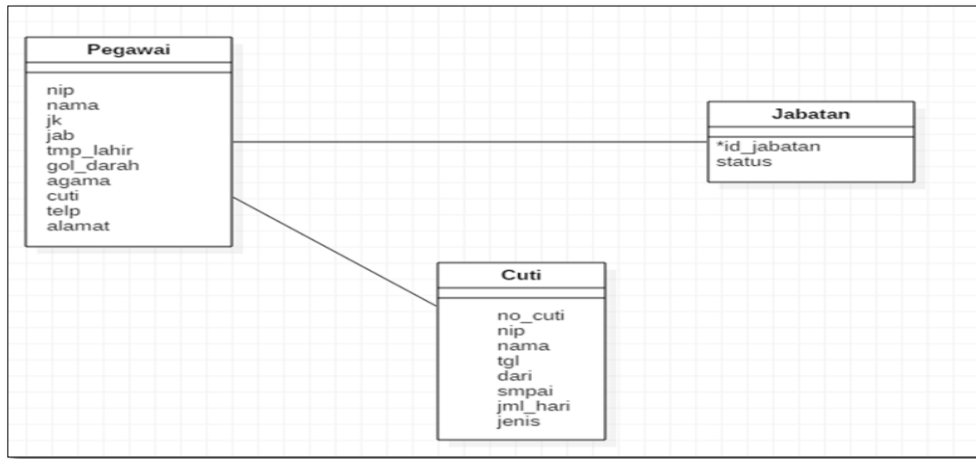 Pegawai
nip
nama
jk
jab
tmp_lahir
gol_darah
agama
cuti
telp
alamat
Jabatan
*id_jabatan
status
Cuti
no_cuti
nip
nama
tgl
dari
smpai
jml_hari
jenis